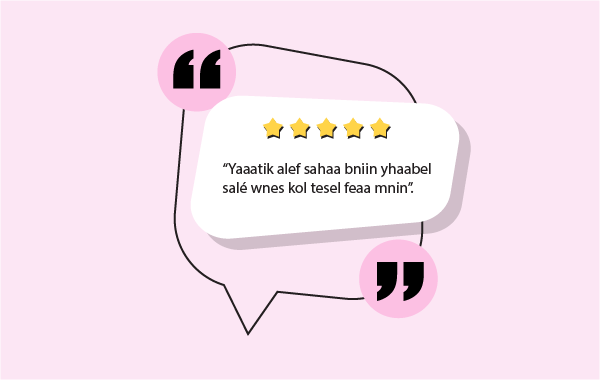 “Yaaatik alef sahaa bniin yhaabel
salé wnes kol tesel feaa mnin”.